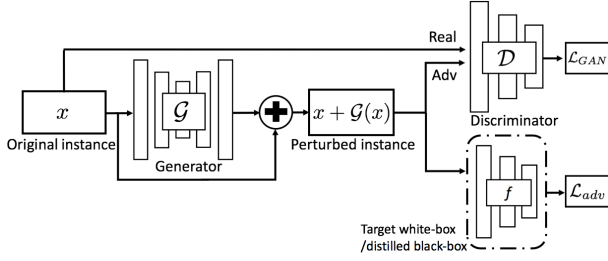 Real
Adv
𝒟
ℒ_GAN
Discriminator
x
Original instance
𝒢
Generator
+
x + 𝒢(x)
Perturbed instance
f
ℒ_adv
Target white-box
/distilled black-box